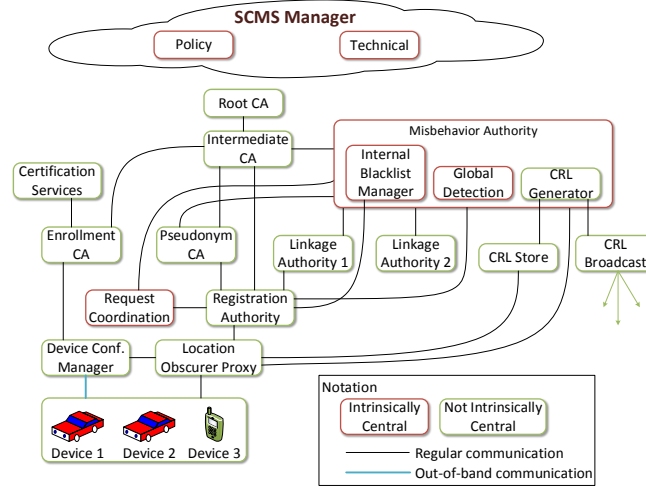 SCMS Manager
Policy
Technical
Root CA
Intermediate
CA
Misbehavior Authority
Internal
Blacklist
Manager
Global
Detection
CRL
Generator
Certification
Services
Enrollment
CA
Pseudonym
CA
Linkage
Authority 1
Linkage
Authority 2
CRL Store
CRL
Broadcast
Request
Coordination
Registration
Authority
Device Conf.
Manager
Location
Obscurer Proxy
Device 1
Device 2
Device 3
Notation
Intrinsically
Central
Not Intrinsically
Central
Regular communication
Out-of-band communication